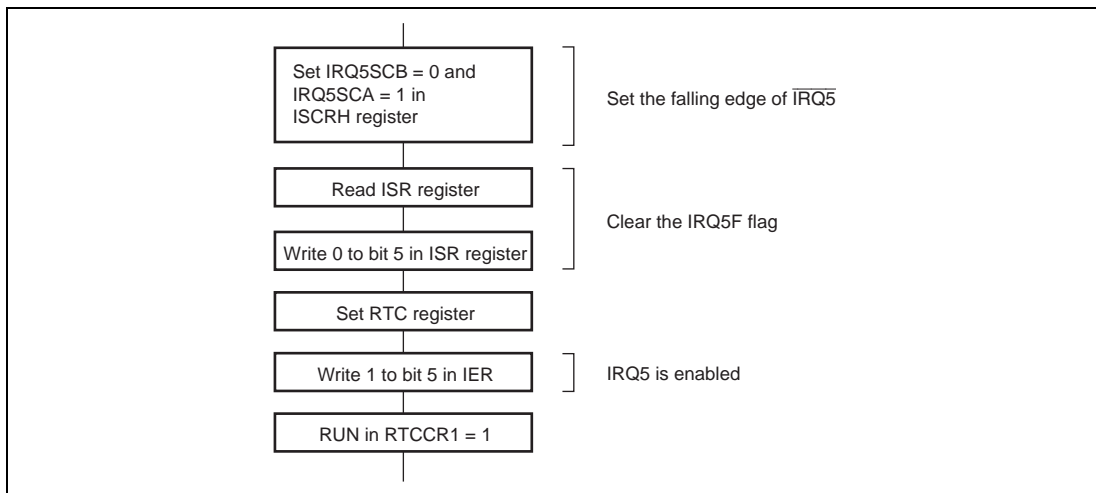 Set IRQ5SCB = 0 and
IRQ5SCA = 1 in
ISCRH register
Set the falling edge of IRQ5
Read ISR register
Clear the IRQ5F flag
Write 0 to bit 5 in ISR register
Set RTC register
Write 1 to bit 5 in IER
IRQ5 is enabled
RUN in RTCCR1 = 1